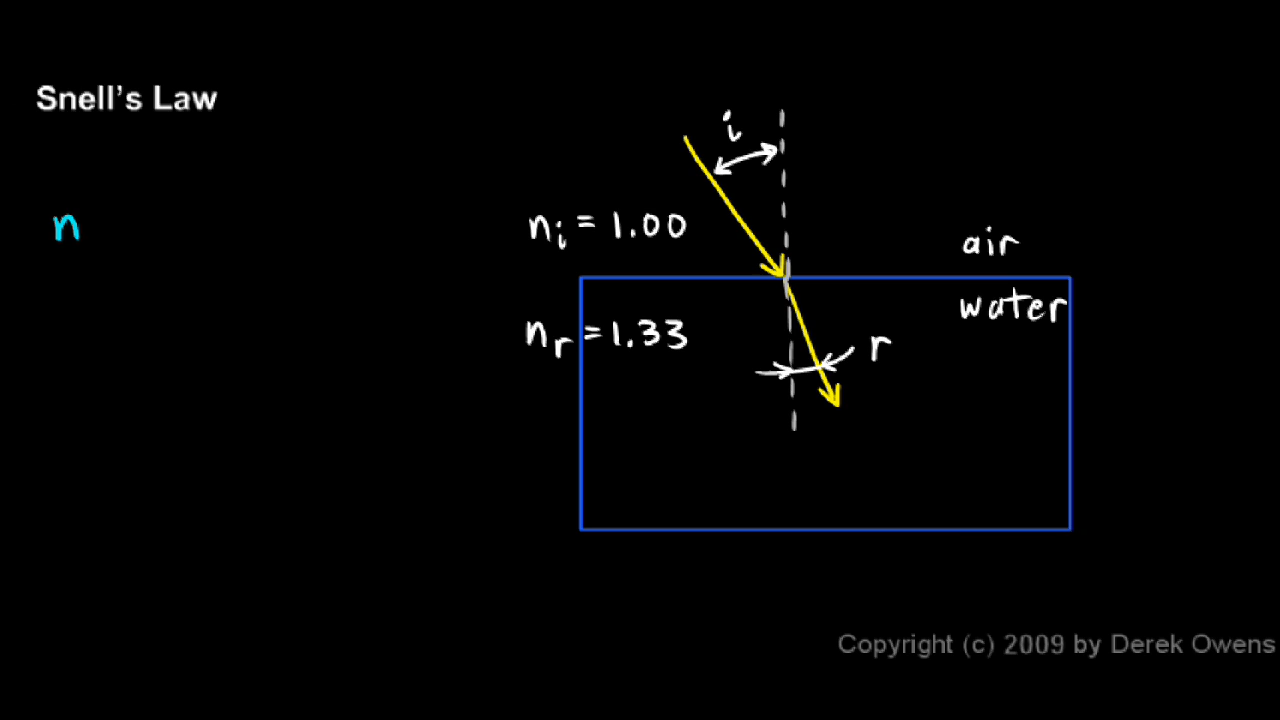 Snell's Law
i
n
nᵢ = 1.00
air
water
nᵣ = 1.33
r
Copyright (c) 2009 by Derek Owens